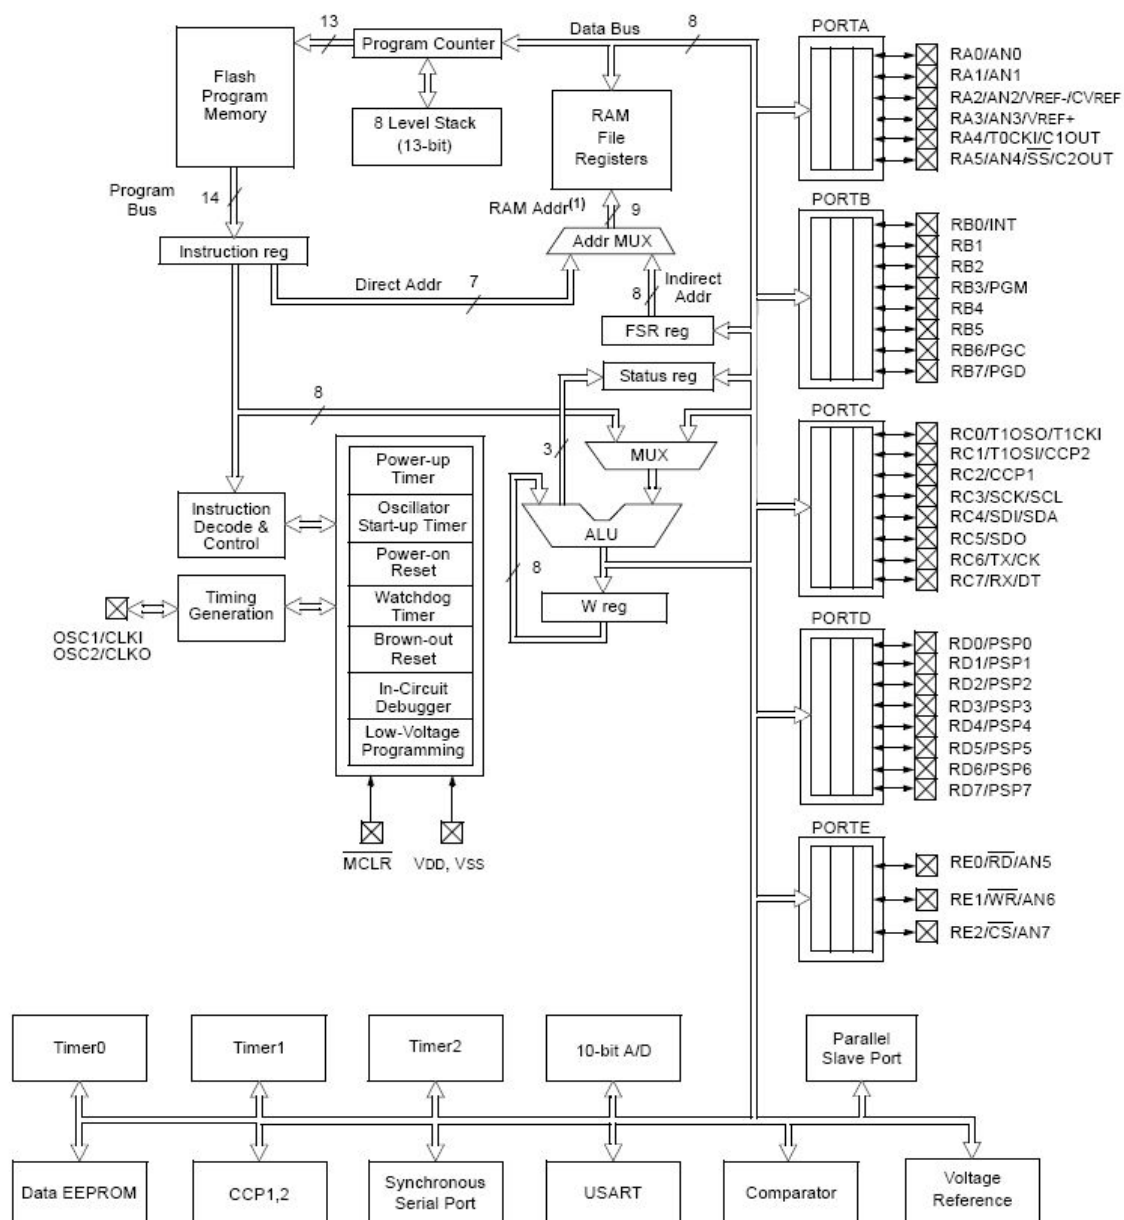 13
Data Bus
8
PORTA
Flash
Program
Memory
Program Counter
8 Level Stack
(13-bit)
RAM
File
Registers
RA0/AN0
RA1/AN1
RA2/AN2/VREF-/CVREF
RA3/AN3/VREF+
RA4/T0CKI/C1OUT
RA5/AN4/SS/C2OUT
Program
Bus
14
RAM Addr(1)
9
PORTB
Instruction reg
Addr MUX
Direct Addr
7
8
Indirect
Addr
FSR reg
RB0/INT
RB1
RB2
RB3/PGM
RB4
RB5
RB6/PGC
RB7/PGD
Status reg
8
3
MUX
PORTC
RC0/T1OSO/T1CKI
RC1/T1OSI/CCP2
RC2/CCP1
RC3/SCK/SCL
RC4/SDI/SDA
RC5/SDO
RC6/TX/CK
RC7/RX/DT
Instruction
Decode &
Control
Power-up
Timer
Oscillator
Start-up Timer
Power-on
Reset
Watchdog
Timer
Brown-out
Reset
In-Circuit
Debugger
Low-Voltage
Programming
ALU
8
W reg
Timing
Generation
OSC1/CLKI
OSC2/CLKO
PORTD
RD0/PSP0
RD1/PSP1
RD2/PSP2
RD3/PSP3
RD4/PSP4
RD5/PSP5
RD6/PSP6
RD7/PSP7
MCLR
VDD, VSS
PORTE
RE0/RD/AN5
RE1/WR/AN6
RE2/CS/AN7
Timer0
Timer1
Timer2
10-bit A/D
Parallel
Slave Port
Data EEPROM
CCP1,2
Synchronous
Serial Port
USART
Comparator
Voltage
Reference